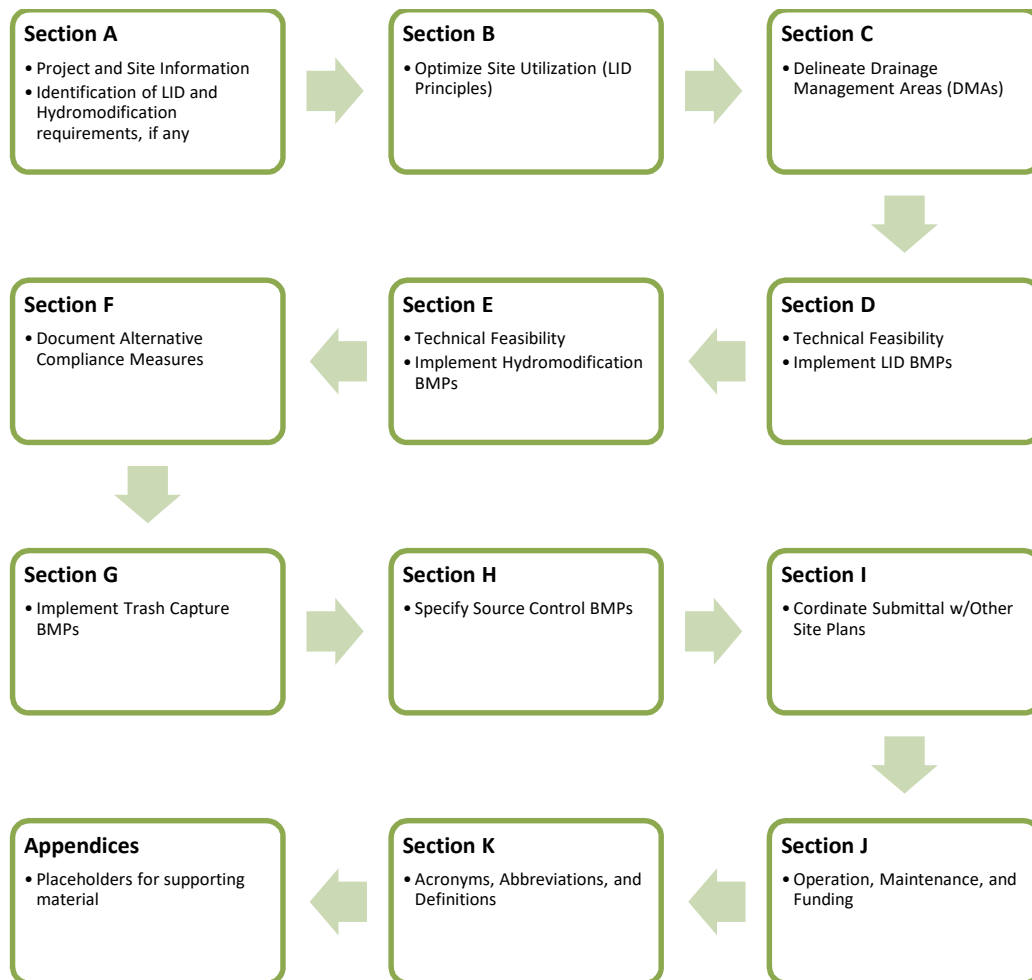 Section A
• Project and Site Information
• Identification of LID and
Hydromodification
requirements, if any
Section B
• Optimize Site Utilization (LID
Principles)
Section C
• Delineate Drainage
Management Areas (DMAs)
Section D
• Technical Feasibility
• Implement LID BMPs
Section E
• Technical Feasibility
• Implement Hydromodification
BMPs
Section F
• Document Alternative
Compliance Measures
Section G
• Implement Trash Capture
BMPs
Section H
• Specify Source Control BMPs
Section I
• Cordinate Submittal w/Other
Site Plans
Section J
• Operation, Maintenance, and
Funding
Section K
• Acronyms, Abbreviations, and
Definitions
Appendices
• Placeholders for supporting
material